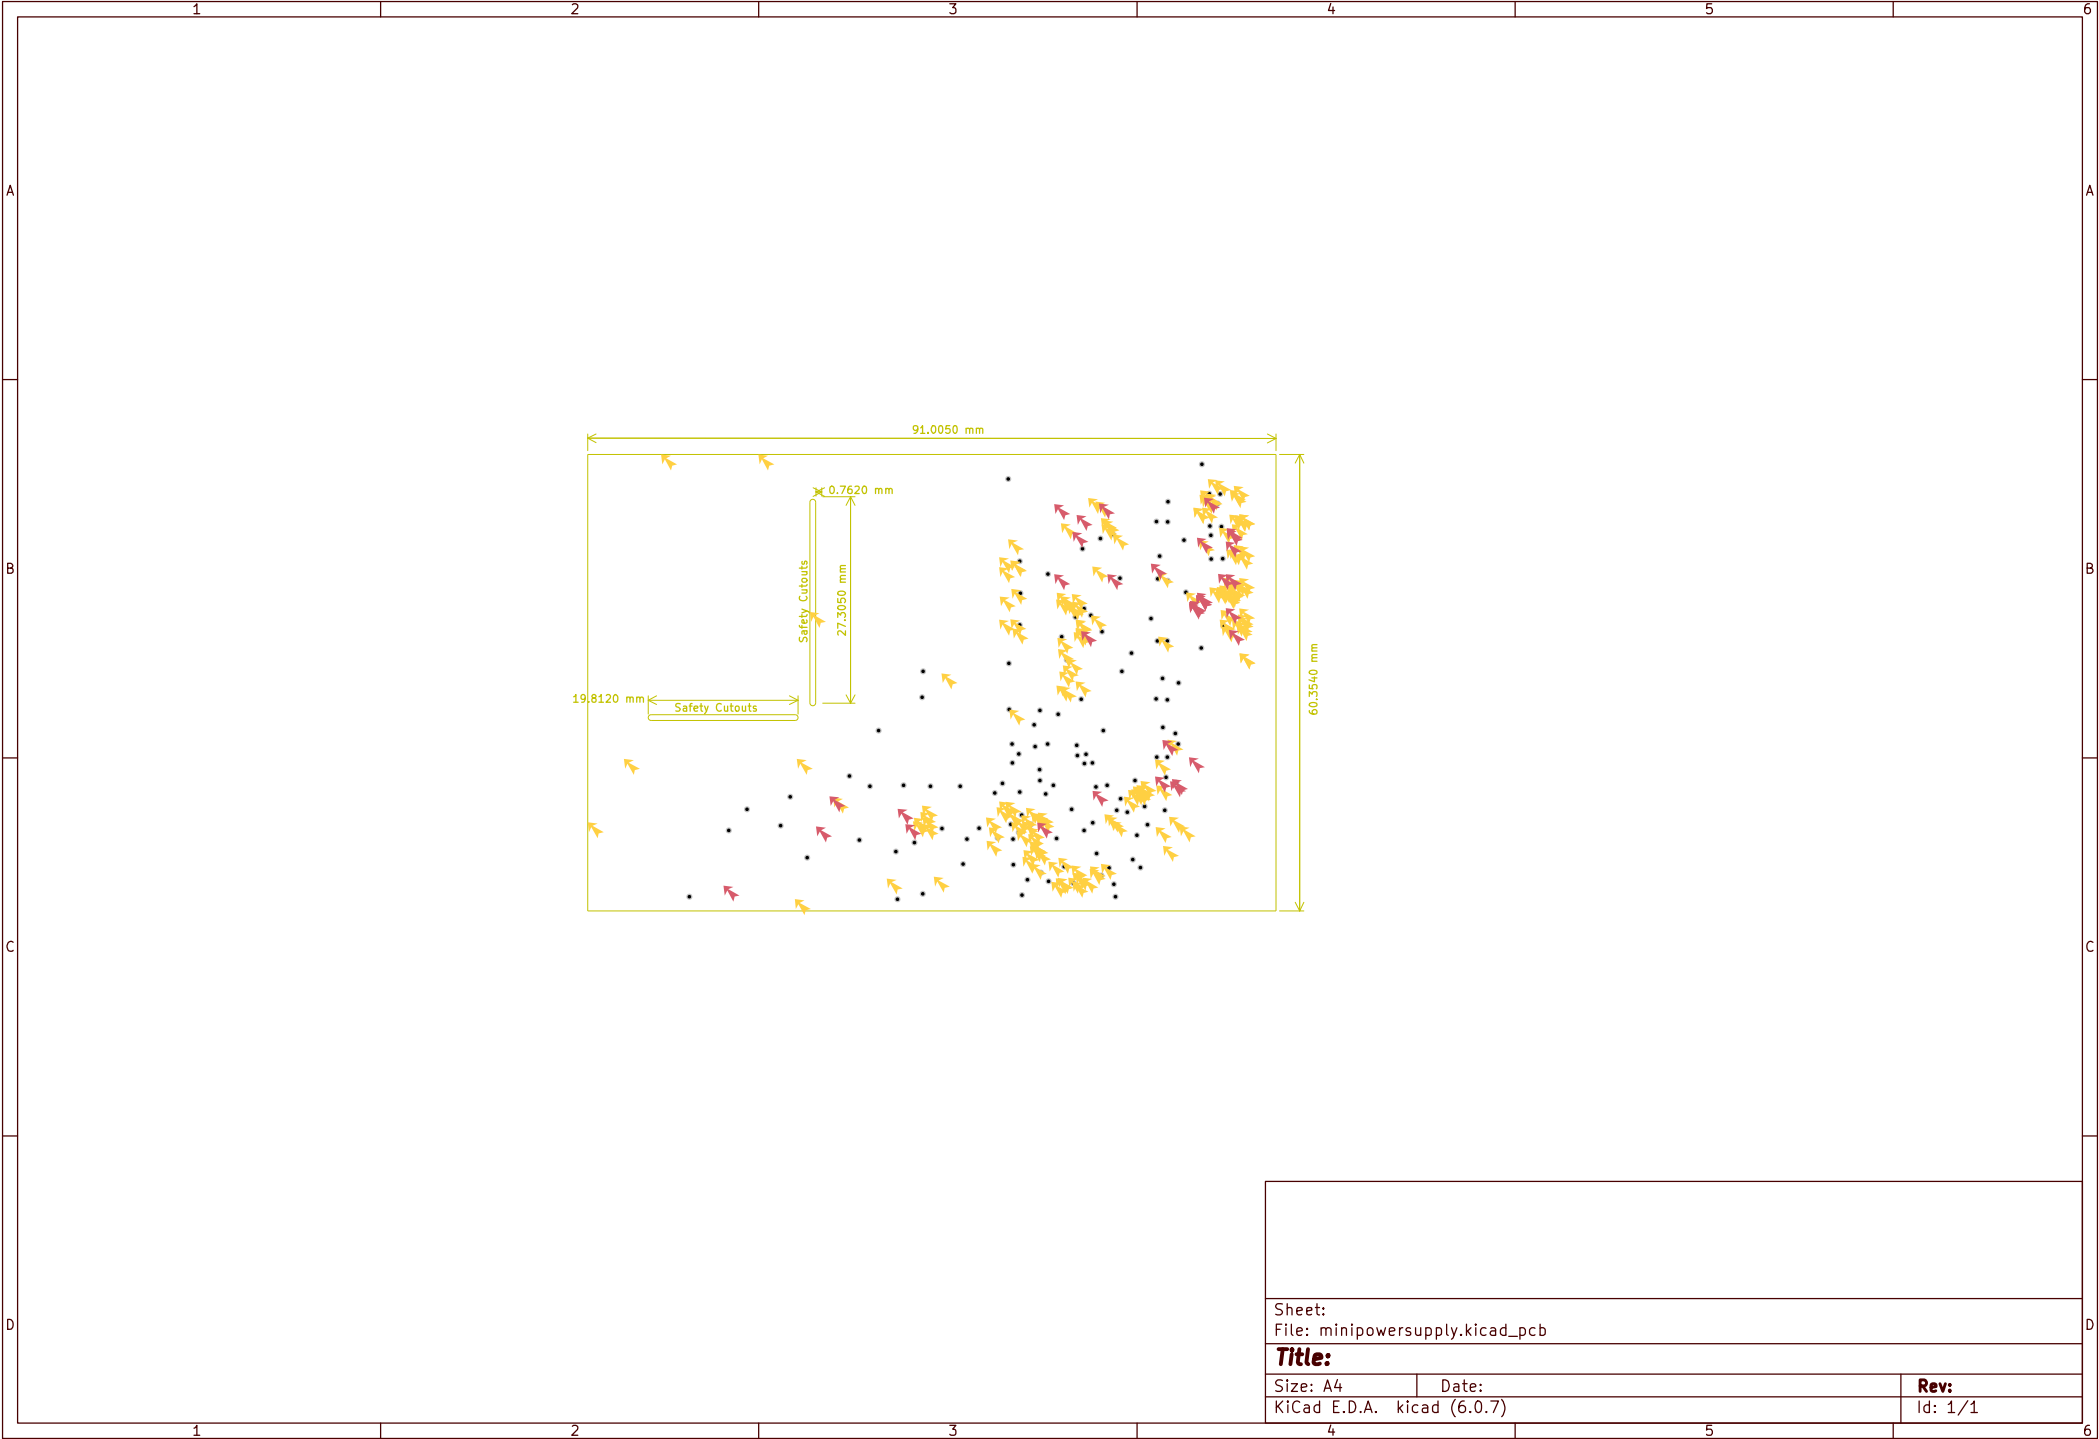 1 2 3 4 5 6
A A
91.0050 mm
0.7620 mm
B B
Safety Cutouts
27.3050 mm
60.3540 mm
19.8120 mm
Safety Cutouts
C C
Sheet:
File: minipowersupply.kicad_pcb
D D
Title:
Size: A4 Date: Rev:
KiCad E.D.A. kicad (6.0.7) Id: 1/1
1 2 3 4 5 6